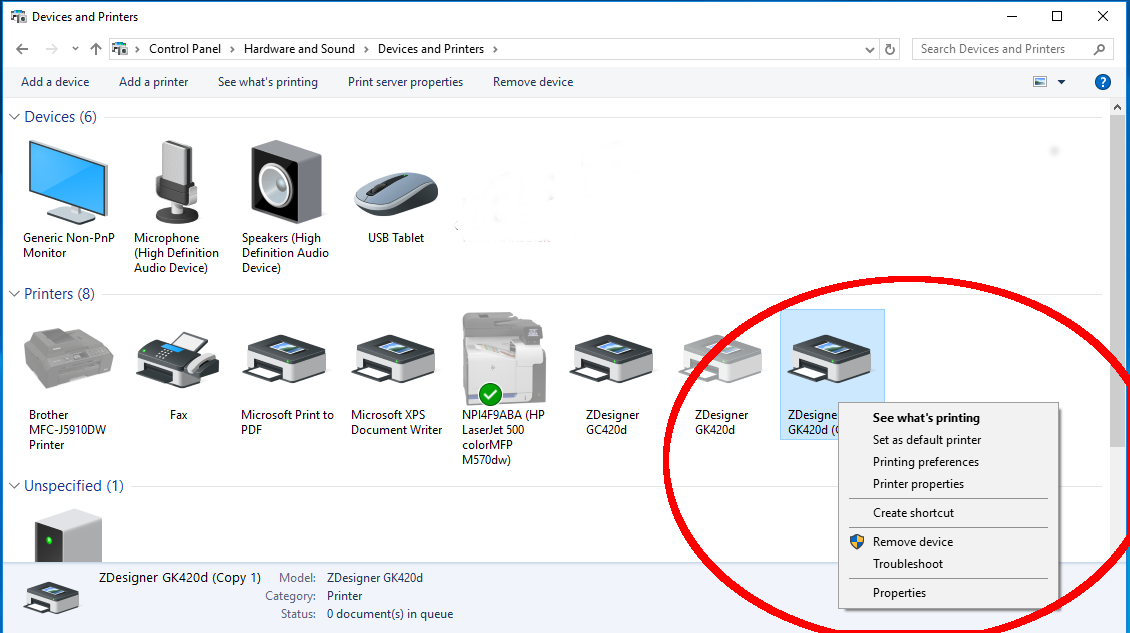 Devices and Printers
Control Panel > Hardware and Sound > Devices and Printers >
Search Devices and Printers
Add a device Add a printer See what's printing Print server properties Remove device
Devices (6)
Generic Non-PnP
Monitor
Microphone
(High Definition
Audio Device)
Speakers (High
Definition Audio
Device)
USB Tablet
Printers (8)
Brother
MFC-J5910DW
Printer
Fax
Microsoft Print to
PDF
Microsoft XPS
Document Writer
NPI4F9ABA (HP
LaserJet 500
colorMFP
M570dw)
ZDesigner
GC420d
ZDesigner
GK420d
ZDesigne
GK420d (
See what's printing
Set as default printer
Printing preferences
Printer properties
Create shortcut
Remove device
Troubleshoot
Properties
Unspecified (1)
ZDesigner GK420d (Copy 1)
Model: ZDesigner GK420d
Category: Printer
Status: 0 document(s) in queue